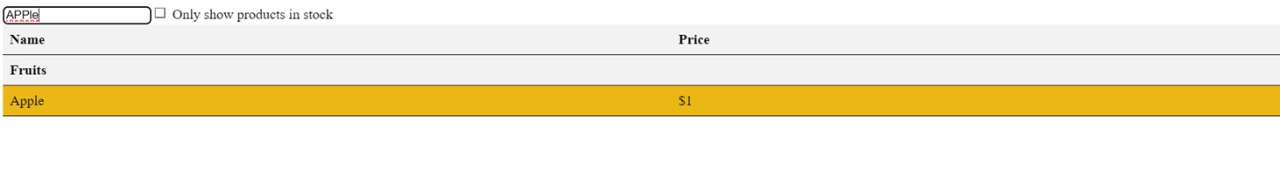 APPle Only show products in stock
Name Price
Fruits
Apple $1